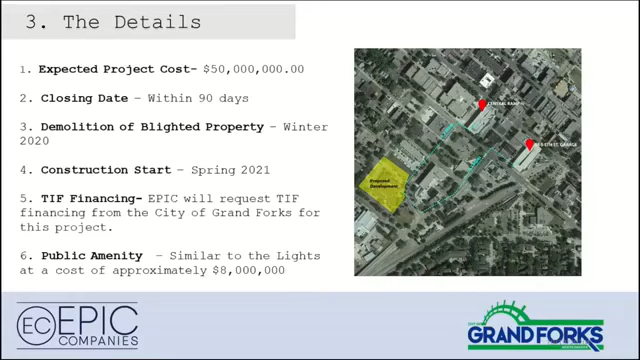 3. The Details
1. Expected Project Cost- $50,000,000.00
2. Closing Date – Within 90 days
3. Demolition of Blighted Property – Winter
2020
4. Construction Start – Spring 2021
5. TIF Financing- EPIC will request TIF
financing from the City of Grand Forks for
this project.
6. Public Amenity – Similar to the Lights
at a cost of approximately $8,000,000
CENTRAL RAMP
GARAGE
Proposed
Development
EC EPIC
COMPANIES
CITY OF
GRAND FORKS